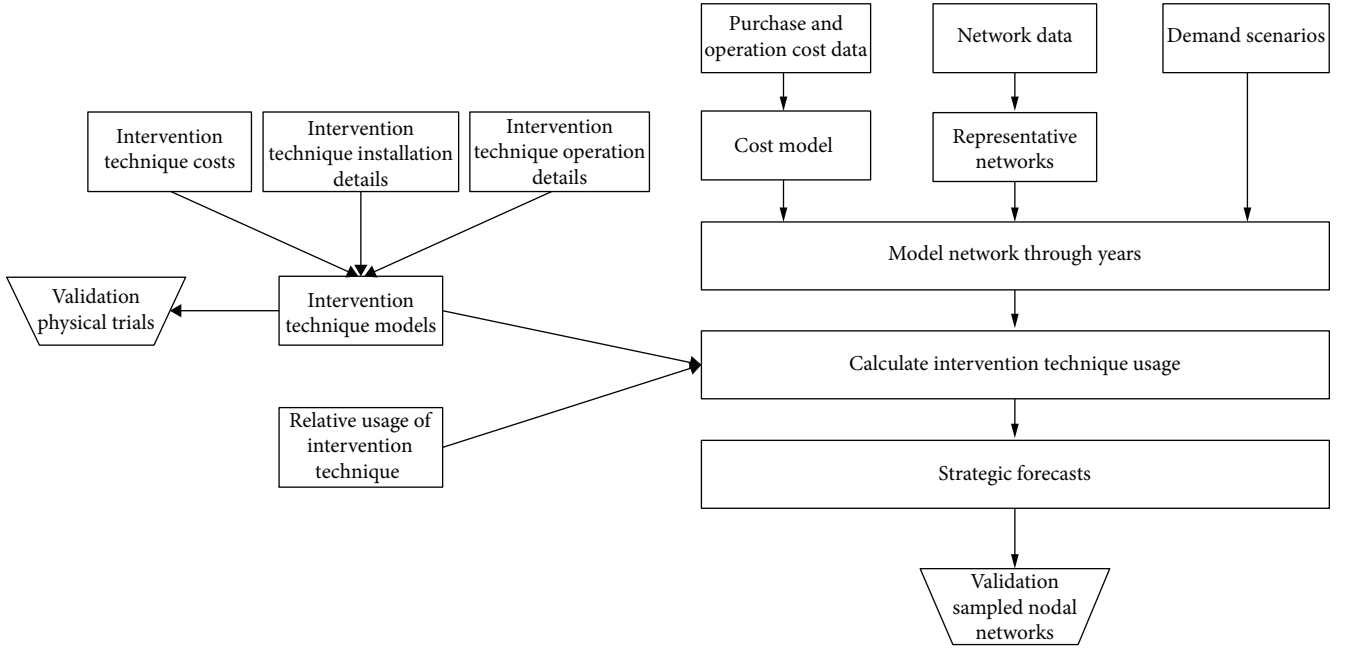 Purchase and
operation cost data
Network data
Demand scenarios
Intervention
technique costs
Intervention
technique installation
details
Intervention
technique operation
details
Cost model
Representative
networks
Model network through years
Validation
physical trials
Intervention
technique models
Calculate intervention technique usage
Relative usage of
intervention
technique
Strategic forecasts
Validation
sampled nodal
networks